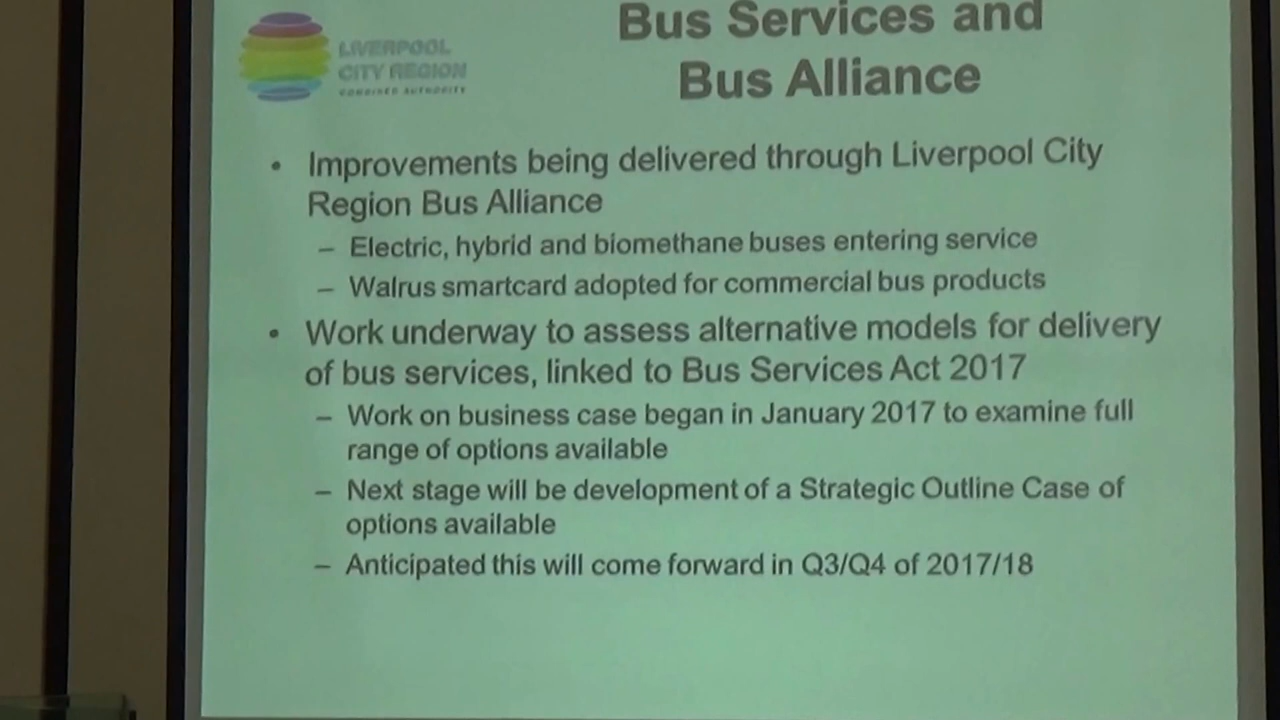 LIVERPOOL
CITY REGION
COMBINED AUTHORITY
Bus Services and
Bus Alliance
• Improvements being delivered through Liverpool City
Region Bus Alliance
– Electric, hybrid and biomethane buses entering service
– Walrus smartcard adopted for commercial bus products
• Work underway to assess alternative models for delivery
of bus services, linked to Bus Services Act 2017
– Work on business case began in January 2017 to examine full
range of options available
– Next stage will be development of a Strategic Outline Case of
options available
– Anticipated this will come forward in Q3/Q4 of 2017/18